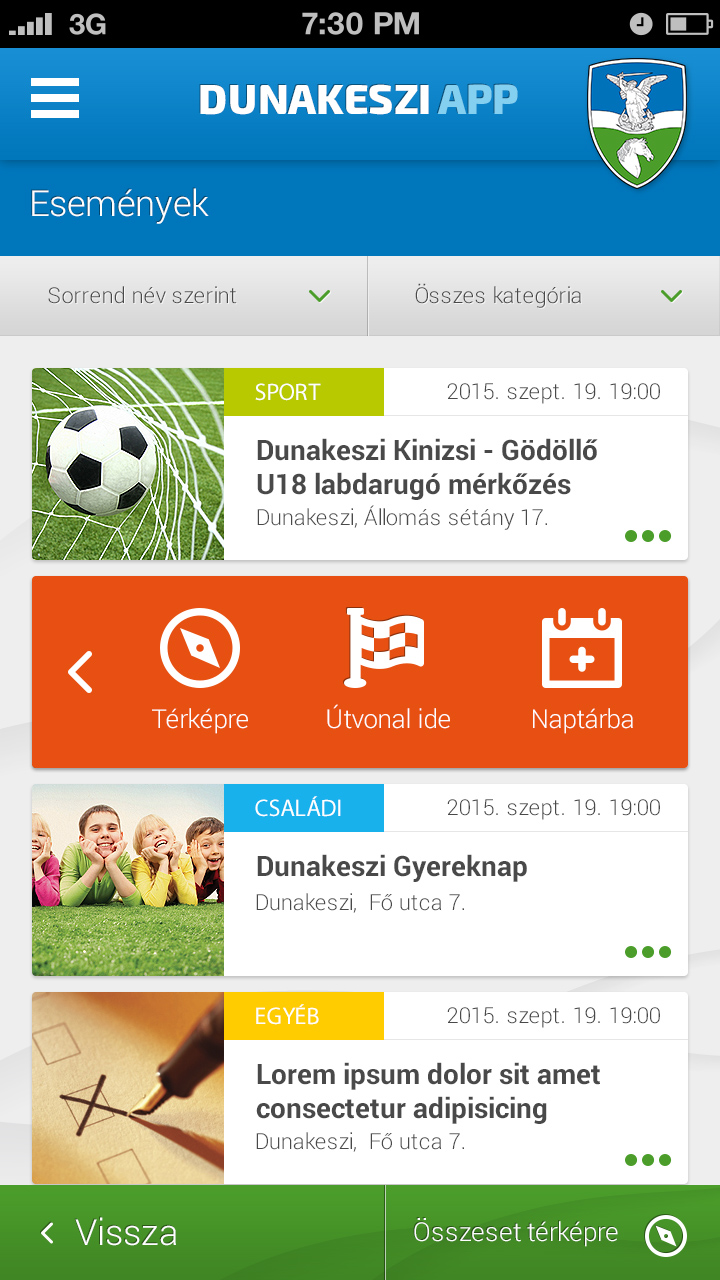 3G 7:30 PM
DUNAKESZI APP
Események
Sorrend név szerint Összes kategória
SPORT 2015. szept. 19. 19:00
Dunakeszi Kinizsi - Gödöllő
U18 labdarugó mérkőzés
Dunakeszi, Állomás sétány 17.
Térképre Útvonal ide Naptárba
CSALÁDI 2015. szept. 19. 19:00
Dunakeszi Gyereknap
Dunakeszi, Fő utca 7.
EGYÉB 2015. szept. 19. 19:00
Lorem ipsum dolor sit amet
consectetur adipisicing
Dunakeszi, Fő utca 7.
Vissza Összeset térképre